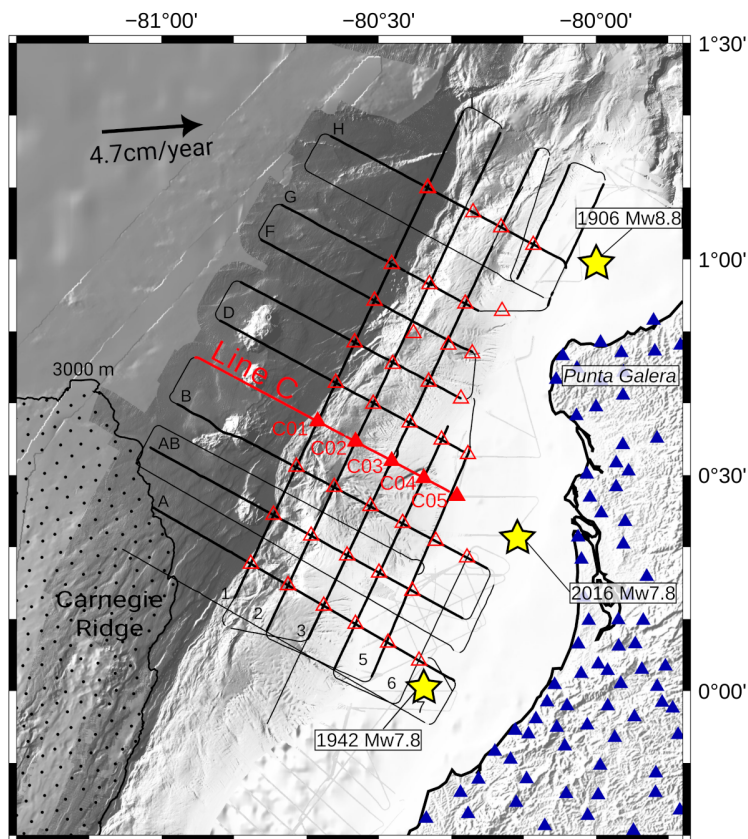 −81°00'
−80°30'
−80°00'
1°30'
H
4.7cm/year
G
1906 Mw8.8
F
1°00'
D
Line C
3000 m
Punta Galera
B
C01
C02
AB
C03
C04
0°30'
C05
A
2016 Mw7.8
Carnegie
Ridge
1
2
3
5
6
0°00'
1942 Mw7.8